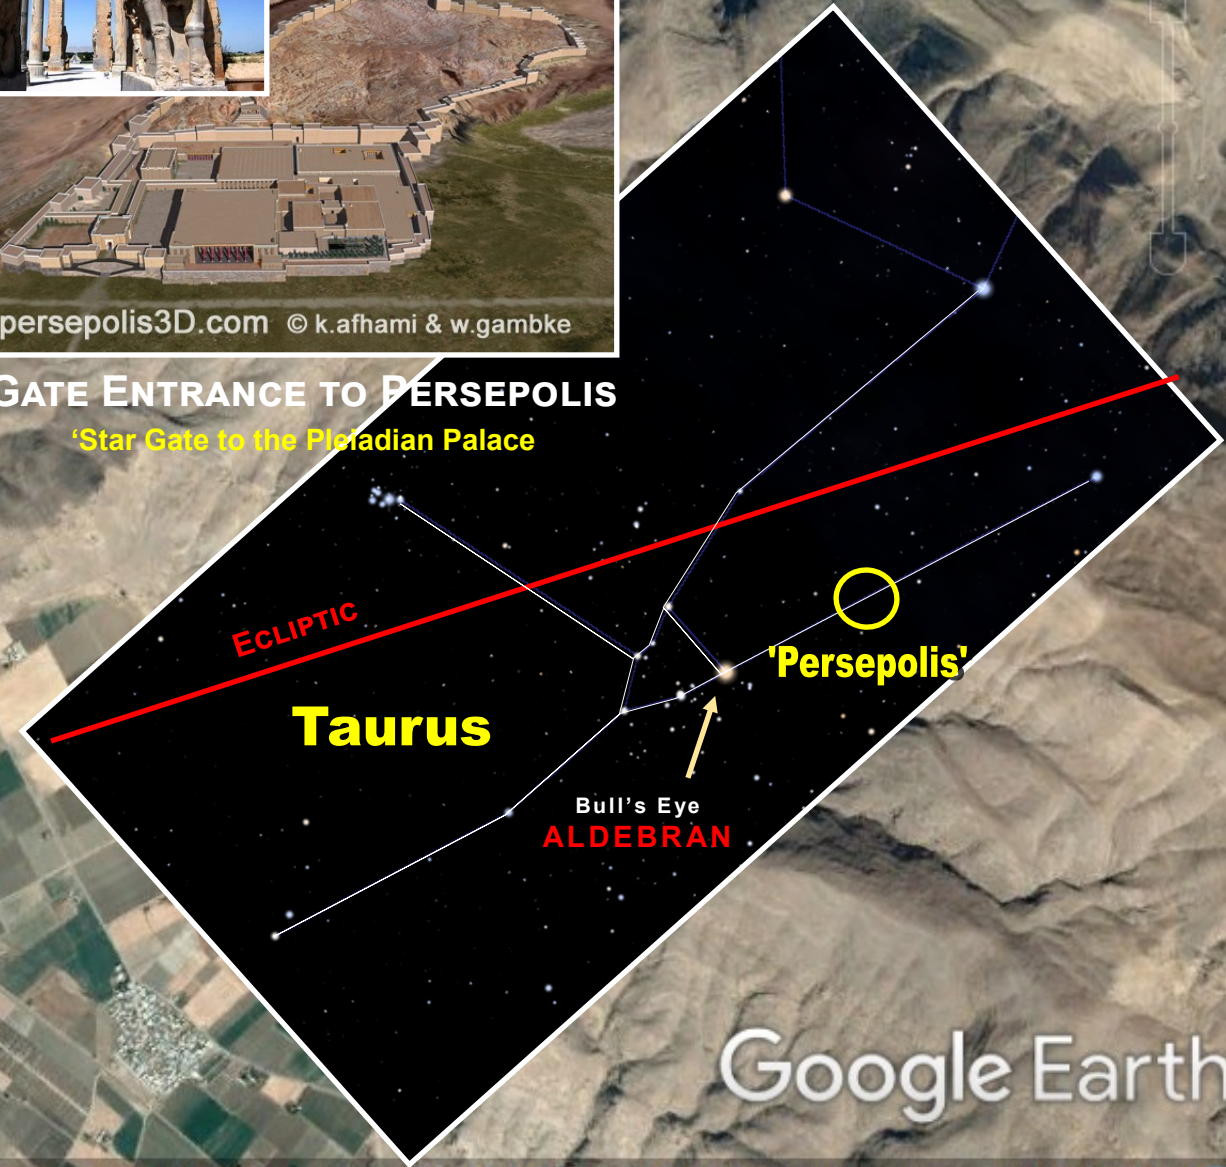 persepolis3D.com © k.afhami & w.gambke
GATE ENTRANCE TO PERSEPOLIS
‘Star Gate to the Pleiadian Palace
ECLIPTIC
'Persepolis'
Taurus
Bull’s Eye
ALDEBRAN
Google Earth